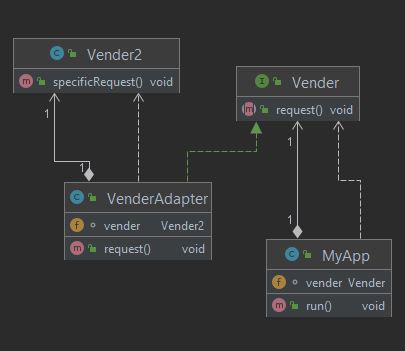 C Vender2
m specificRequest() void
I Vender
m request() void
1
1
1
1
C VenderAdapter
f vender Vender2
m request() void
C MyApp
f vender Vender
m run() void